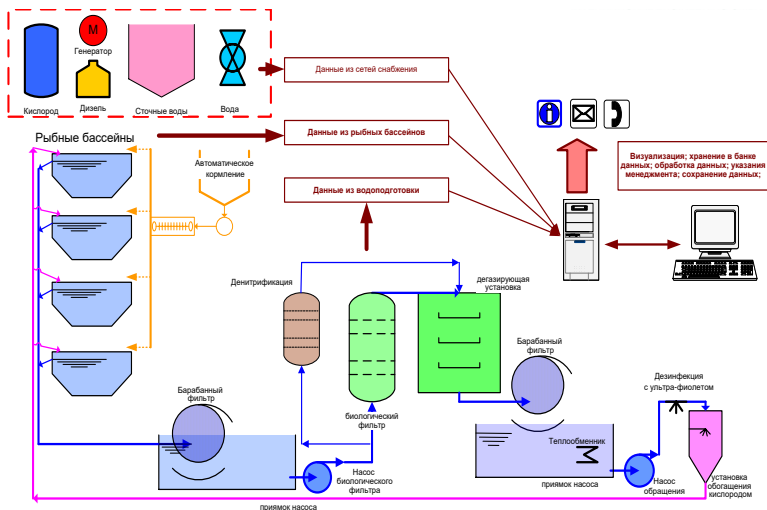 М
Генератор
Кислород
Дизель
Сточные воды
Вода
Данные из сетей снабжения
Данные из рыбных бассейнов
Данные из водоподготовки
Визуализация; хранение в банке
данных; обработка данных; указания
менеджмента; сохранение данных;
Рыбные бассейны
Автоматическое
кормление
Денитрификация
дегазирующая
установка
Барабанный
фильтр
Барабанный
фильтр
биологический
фильтр
Насос
биологического
фильтра
приямок насоса
Теплообменник
приямок насоса
Насос
обращения
Дезинфекция
с ультра-фиолетом
установка
обогащения
кислородом